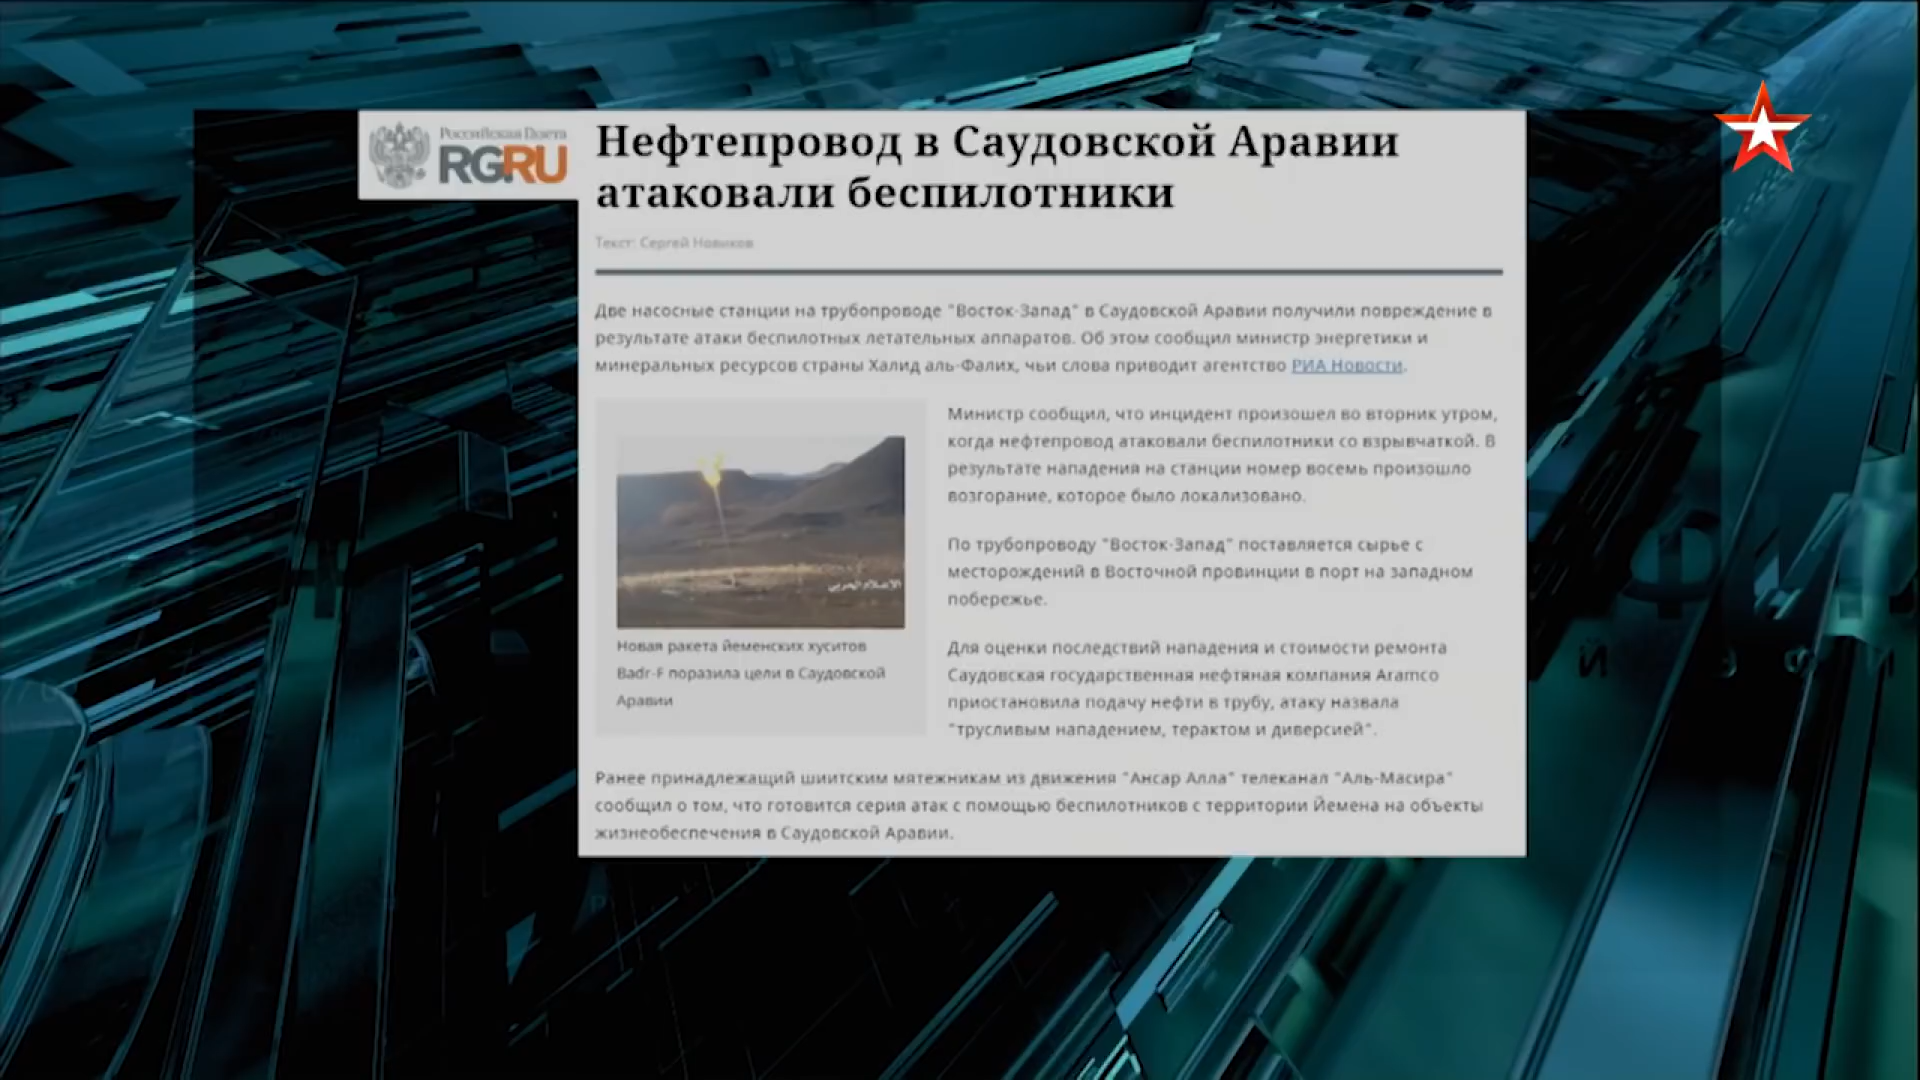 Российская Газета
RGRU
Нефтепровод в Саудовской Аравии
атаковали беспилотники
Текст: Сергей Новиков
Две насосные станции на трубопроводе "Восток-Запад" в Саудовской Аравии получили повреждение в
результате атаки беспилотных летательных аппаратов. Об этом сообщил министр энергетики и
минеральных ресурсов страны Халид аль-Фалих, чьи слова приводит агентство РИА Новости.
Министр сообщил, что инцидент произошел во вторник утром,
когда нефтепровод атаковали беспилотники со взрывчаткой. В
результате нападения на станции номер восемь произошло
возгорание, которое было локализовано.
По трубопроводу "Восток-Запад" поставляется сырье с
месторождений в Восточной провинции в порт на западном
побережье.
Для оценки последствий нападения и стоимости ремонта
Саудовская государственная нефтяная компания Aramco
приостановила подачу нефти в трубу, атаку назвала
"трусливым нападением, терактом и диверсией".
الاعلام الحربي
Новая ракета йеменских хуситов
Badr-F поразила цели в Саудовской
Аравии
Ранее принадлежащий шиитским мятежникам из движения "Ансар Алла" телеканал "Аль-Масира"
сообщил о том, что готовится серия атак с помощью беспилотников с территории Йемена на объекты
жизнеобеспечения в Саудовской Аравии.